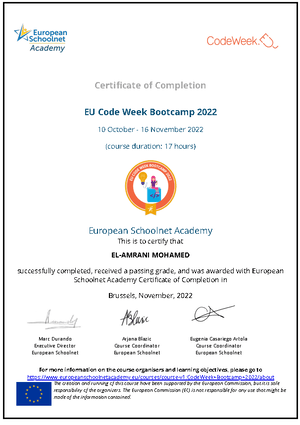 European
Schoolnet
Academy
CodeWeek
Certificate of Completion
EU Code Week Bootcamp 2022
10 October - 16 November 2022
(course duration: 17 hours)
EU CODE WEEK BOOTCAMP 2022
European Schoolnet Academy
This is to certify that
EL-AMRANI MOHAMED
successfully completed, received a passing grade, and was awarded with European
Schoolnet Academy Certificate of Completion in
Brussels, November, 2022
Marc Durando
Executive Director
European Schoolnet
Arjana Blazic
Course Coordinator
European Schoolnet
Eugenia Casariego Artola
Course Coordinator
European Schoolnet
For more information on the course organisers and learning objectives, please go to
https://www.europeanschoolnetacademy.eu/courses/course-v1:CodeWeek+Bootcamp+2022/about
The creation and running of this course have been supported by the European Commission, but it is sole
responsibility of the organizers. The European Commission (EC) is not responsible for any use that might be
made of the information contained.